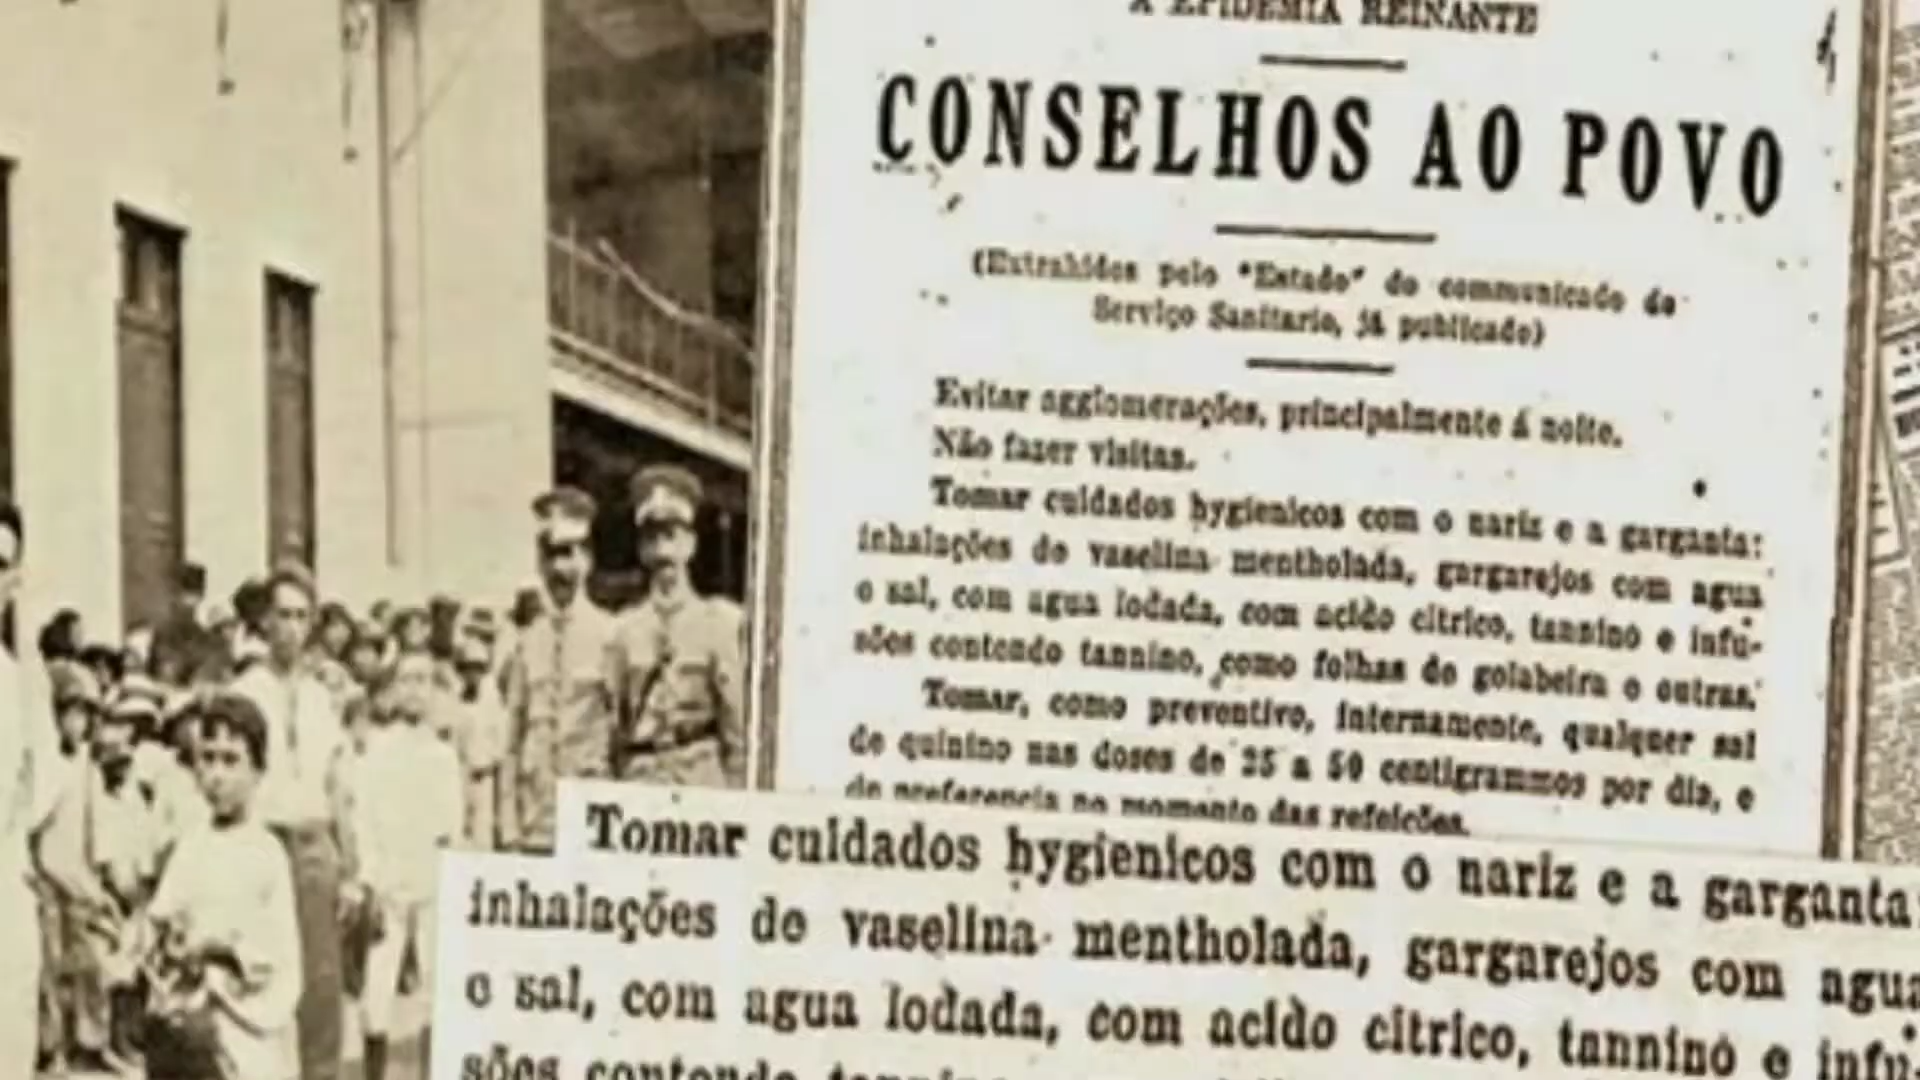 A EPIDEMIA REINANTE
CONSELHOS AO POVO
(Extrahidos pelo "Estado" do communicado do
Serviço Sanitario, já publicado)
Evitar agglomerações, principalmente á noite.
Não fazer visitas.
Tomar cuidados hygienicos com o nariz e a garganta:
inhalações de vaselina mentholada, gargarejos com agua
e sal, com agua iodada, com acido citrico, tannino e infu-
sões contendo tannino, como folhas de goiabeira e outras.
Tomar, como preventivo, internamente, qualquer sal
de quinino nas doses de 25 a 50 centigrammos por dia, e
de preferencia no momento das refeições.
Tomar cuidados hygienicos com o nariz e a garganta:
inhalações de vaselina mentholada, gargarejos com agua
e sal, com agua iodada, com acido citrico, tannino e infu-
sões contendo